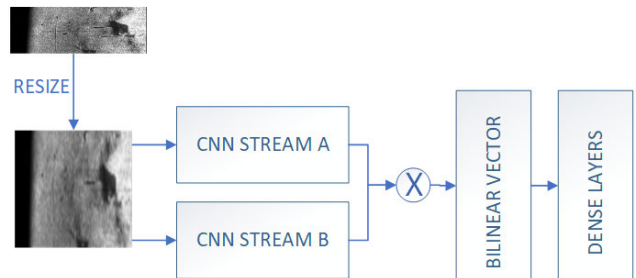 RESIZE
CNN STREAM A
CNN STREAM B
X
BILINEAR VECTOR
DENSE LAYERS